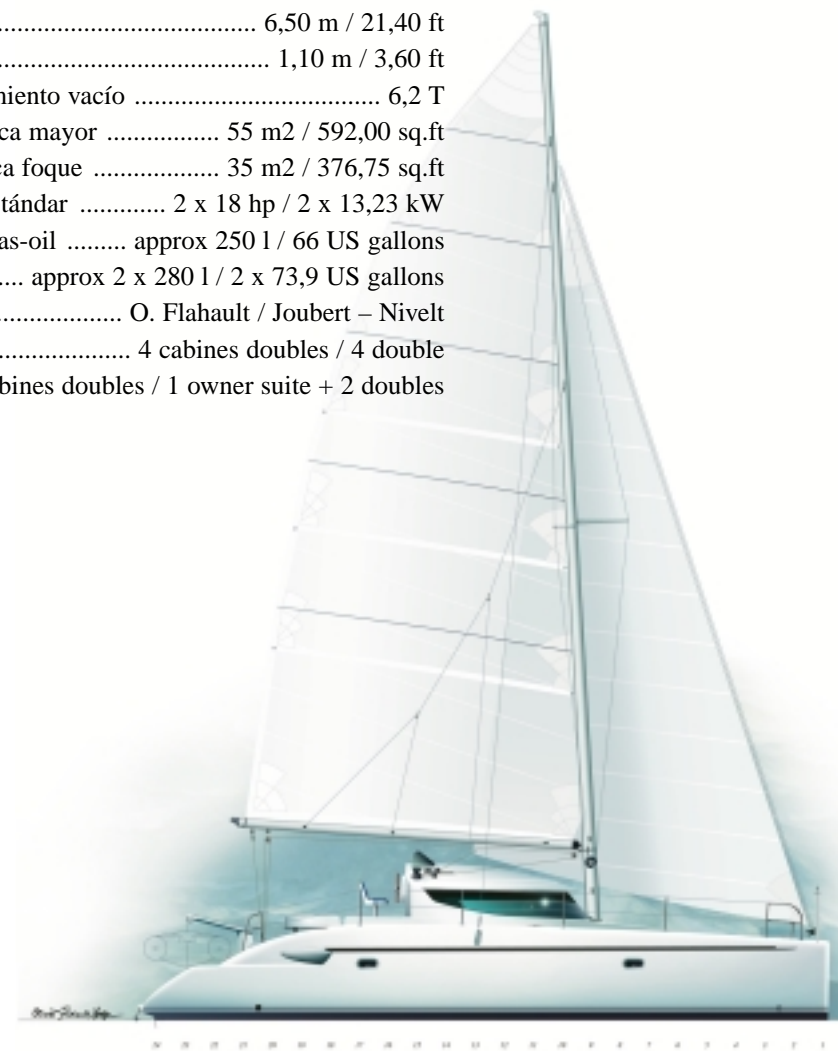 .................................... 6,50 m / 21,40 ft
..................................... 1,10 m / 3,60 ft
miento vacío ................................... 6,2 T
ca mayor ................ 55 m2 / 592,00 sq.ft
ca foque .................. 35 m2 / 376,75 sq.ft
tándar ............ 2 x 18 hp / 2 x 13,23 kW
as-oil ......... approx 250 l / 66 US gallons
.... approx 2 x 280 l / 2 x 73,9 US gallons
...................... O. Flahault / Joubert – Nivelt
................... 4 cabines doubles / 4 double
bines doubles / 1 owner suite + 2 doubles